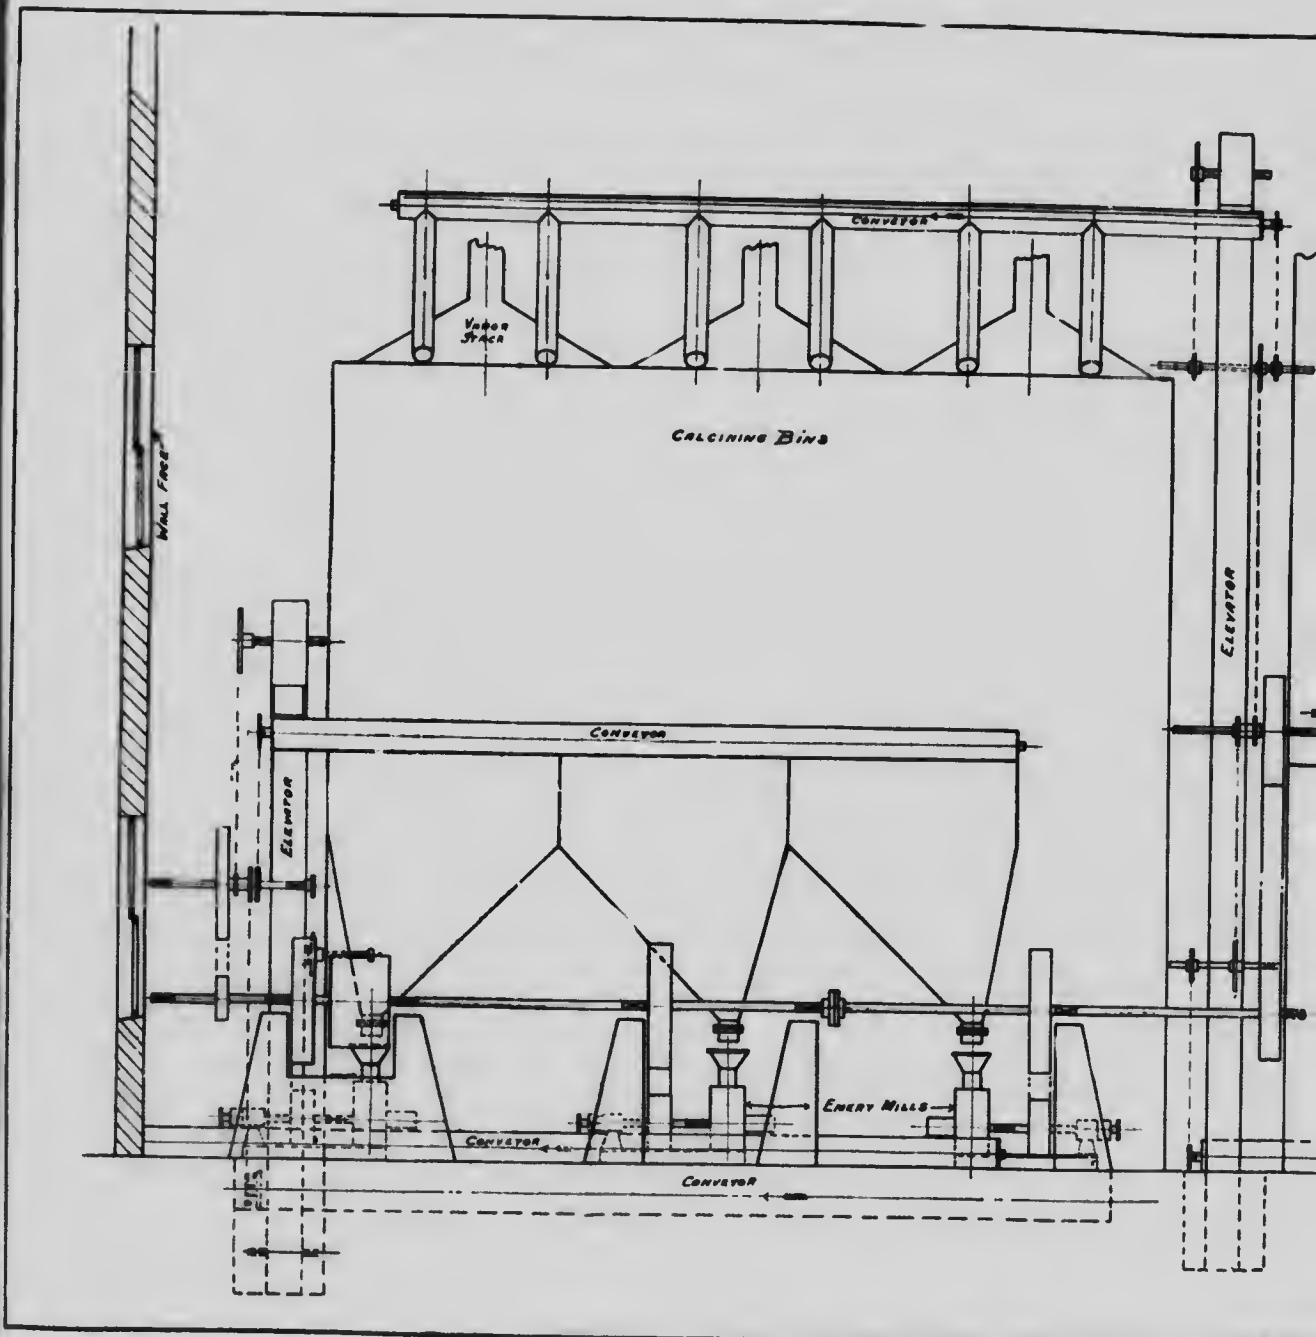 CONVEYOR
VAPOR
STACK
CALCINING BINS
WALL FACE
ELEVATOR
CONVEYOR
ELEVATOR
EMERY MILLS
CONVEYOR
CONVEYOR